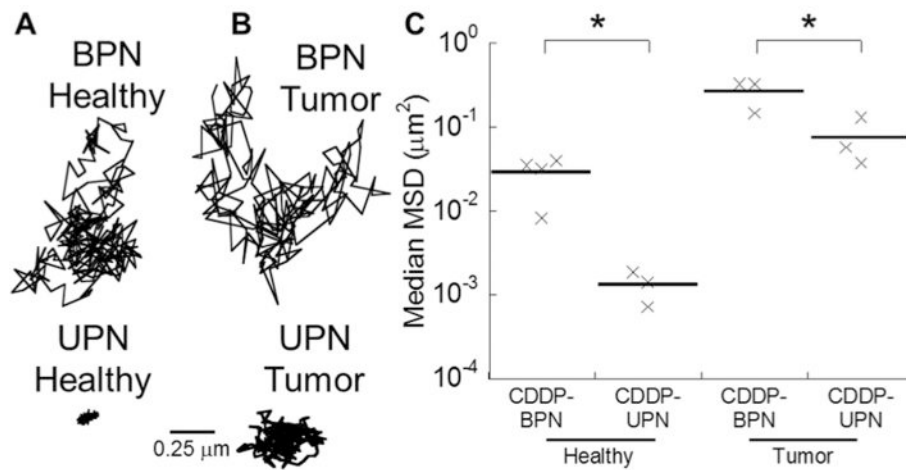 A
BPN
Healthy
UPN
Healthy
0.25 μm
B
BPN
Tumor
UPN
Tumor
C
*
*
Median MSD (μm²)
10⁰
10⁻¹
10⁻²
10⁻³
10⁻⁴
CDDP-
BPN
CDDP-
UPN
CDDP-
BPN
CDDP-
UPN
Healthy
Tumor